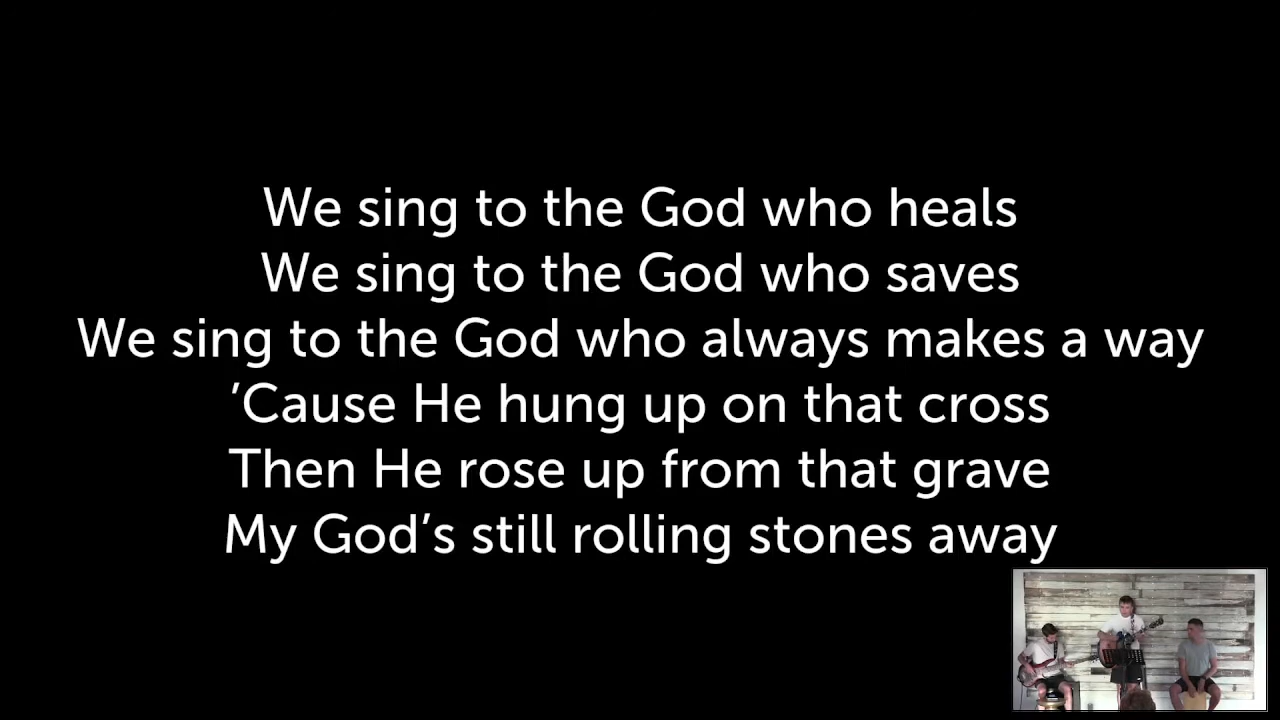 We sing to the God who heals
We sing to the God who saves
We sing to the God who always makes a way
’Cause He hung up on that cross
Then He rose up from that grave
My God’s still rolling stones away